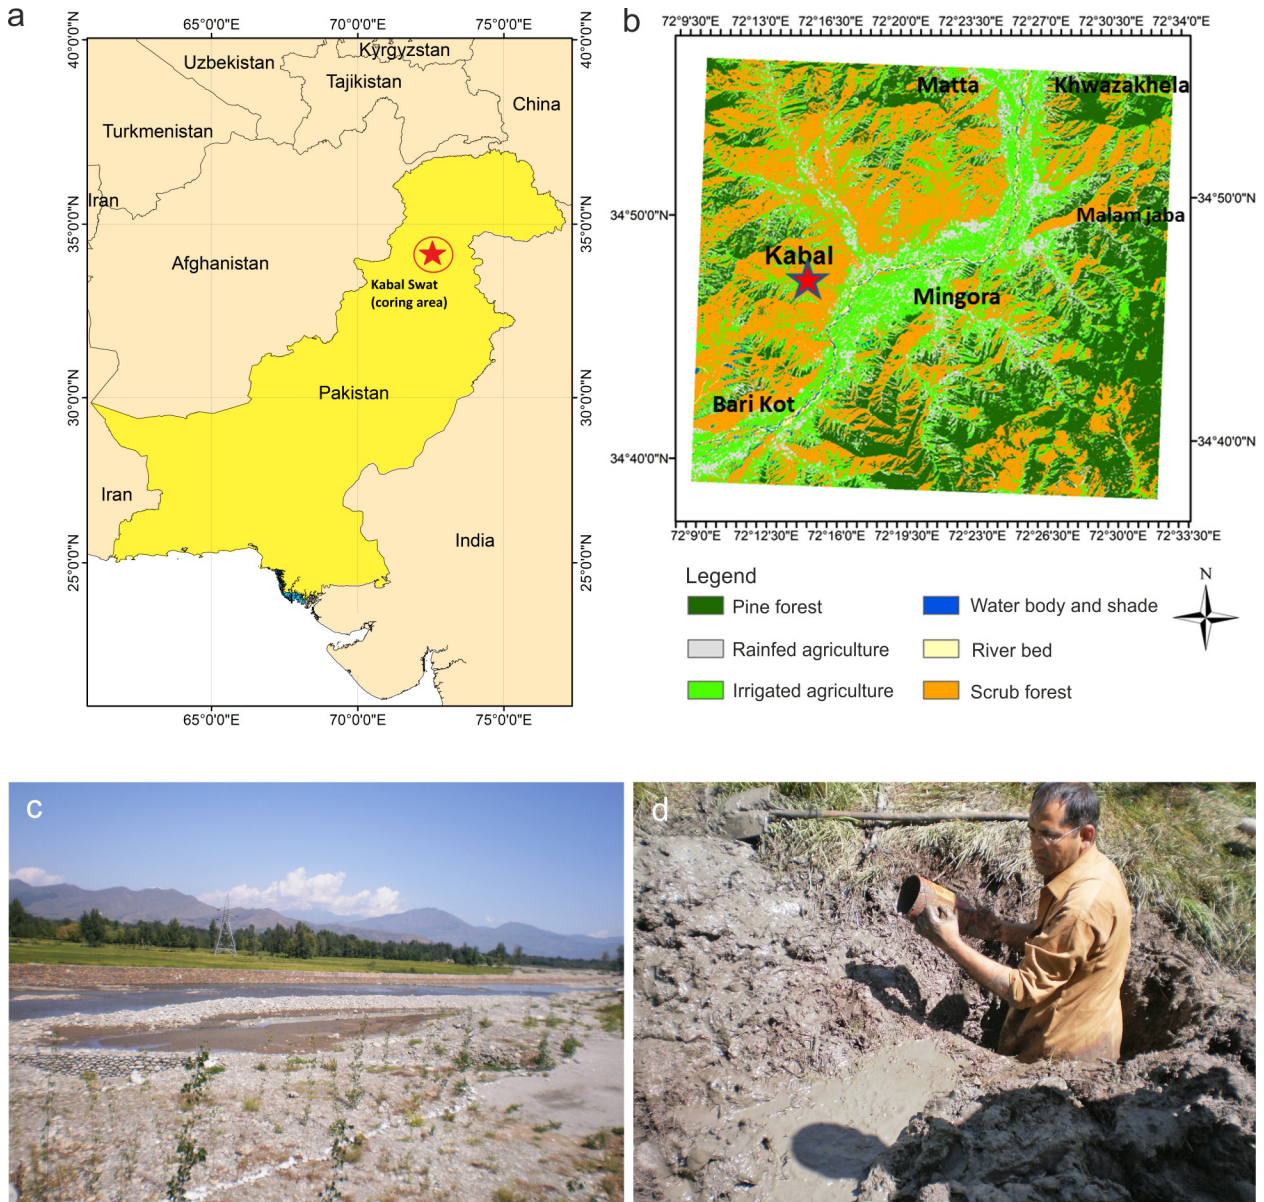 a
65°0'0"E
70°0'0"E
75°0'0"E
40°0'0"N
35°0'0"N
30°0'0"N
25°0'0"N
Uzbekistan
Kyrgyzstan
Tajikistan
China
Turkmenistan
Iran
Afghanistan
Kabal Swat
(coring area)
Pakistan
Iran
India
40°0'0"N
35°0'0"N
30°0'0"N
25°0'0"N
65°0'0"E
70°0'0"E
75°0'0"E
b
72°9'30"E
72°13'0"E
72°16'30"E
72°20'0"E
72°23'30"E
72°27'0"E
72°30'30"E
72°34'0"E
Matta
Khwazakhela
34°50'0"N
34°50'0"N
Malam jaba
Kabal
Mingora
Bari Kot
34°40'0"N
34°40'0"N
72°9'0"E
72°12'30"E
72°16'0"E
72°19'30"E
72°23'0"E
72°26'30"E
72°30'0"E
72°33'30"E
Legend
Pine forest
Water body and shade
Rainfed agriculture
River bed
Irrigated agriculture
Scrub forest
N
c
d